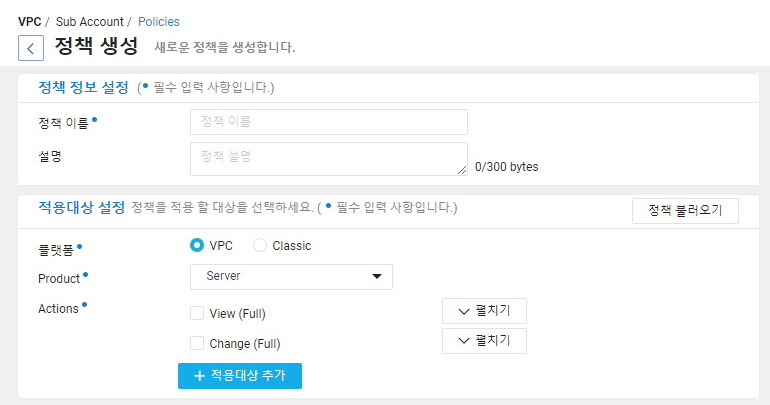 VPC / Sub Account / Policies
정책 생성 새로운 정책을 생성합니다.
정책 정보 설정 (• 필수 입력 사항입니다.)
정책 이름• 정책 이름
설명 정책 설명 0/300 bytes
적용대상 설정 정책을 적용 할 대상을 선택하세요. (• 필수 입력 사항입니다.) 정책 불러오기
플랫폼• VPC Classic
Product• Server
Actions• View (Full) 펼치기
Change (Full) 펼치기
+ 적용대상 추가